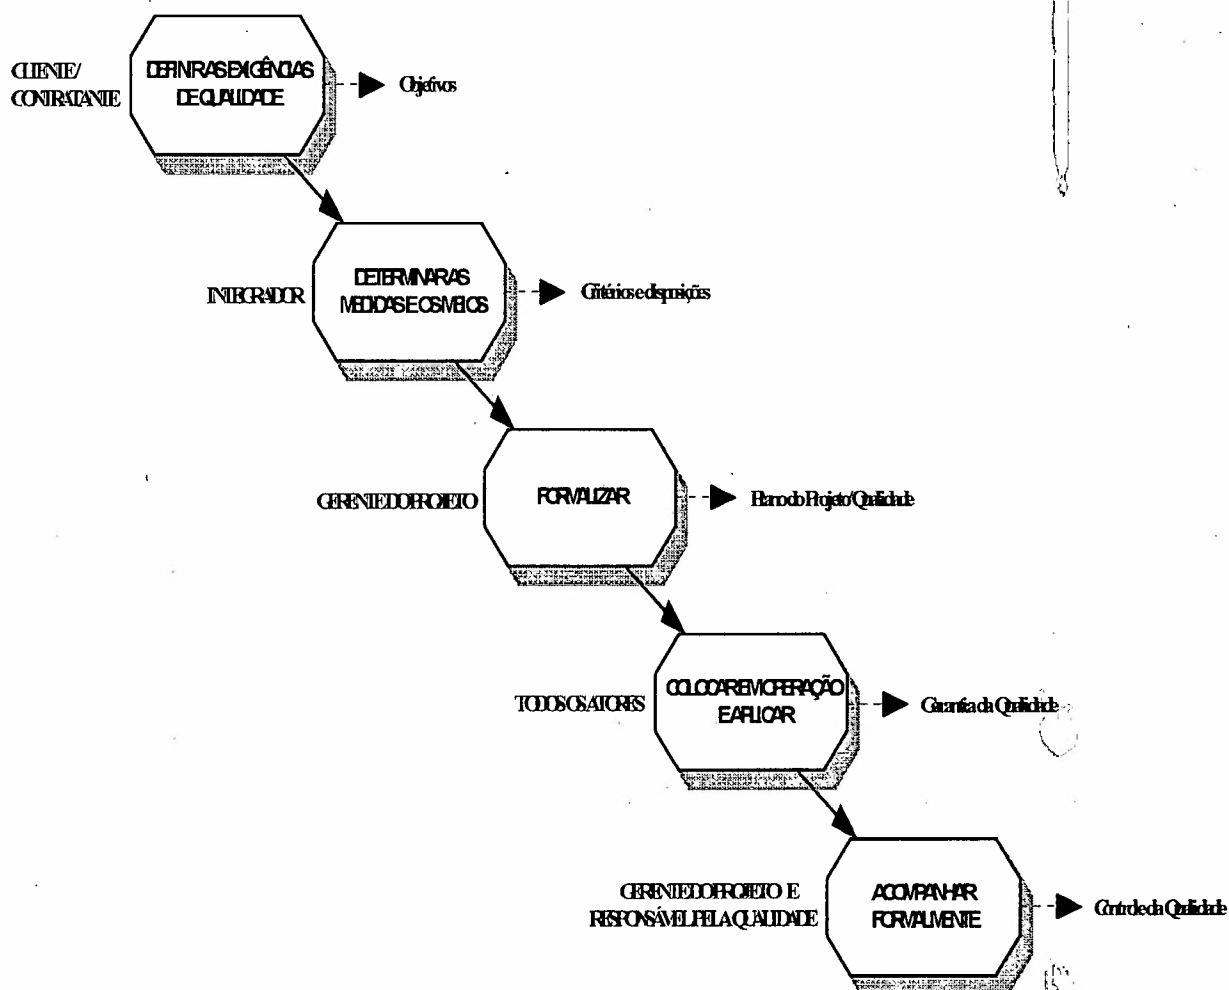 CLIENTE/
CONTRATANTE
DEFINIR AS EXIGÊNCIAS
DE QUALIDADE
Objetivos
INTEGRADOR
DETERMINAR AS
MEDIDAS E OS MEIOS
Critérios e disposições
GERENTE DO PROJETO
FORMALIZAR
Plano do Projeto/Qualidade
TODOS OS ATORES
COLOCAR EM OPERAÇÃO
E APLICAR
Garantia da Qualidade
GERENTE DO PROJETO E
RESPONSÁVEL PELA QUALIDADE
ACOMPANHAR
FORMALMENTE
Controle da Qualidade